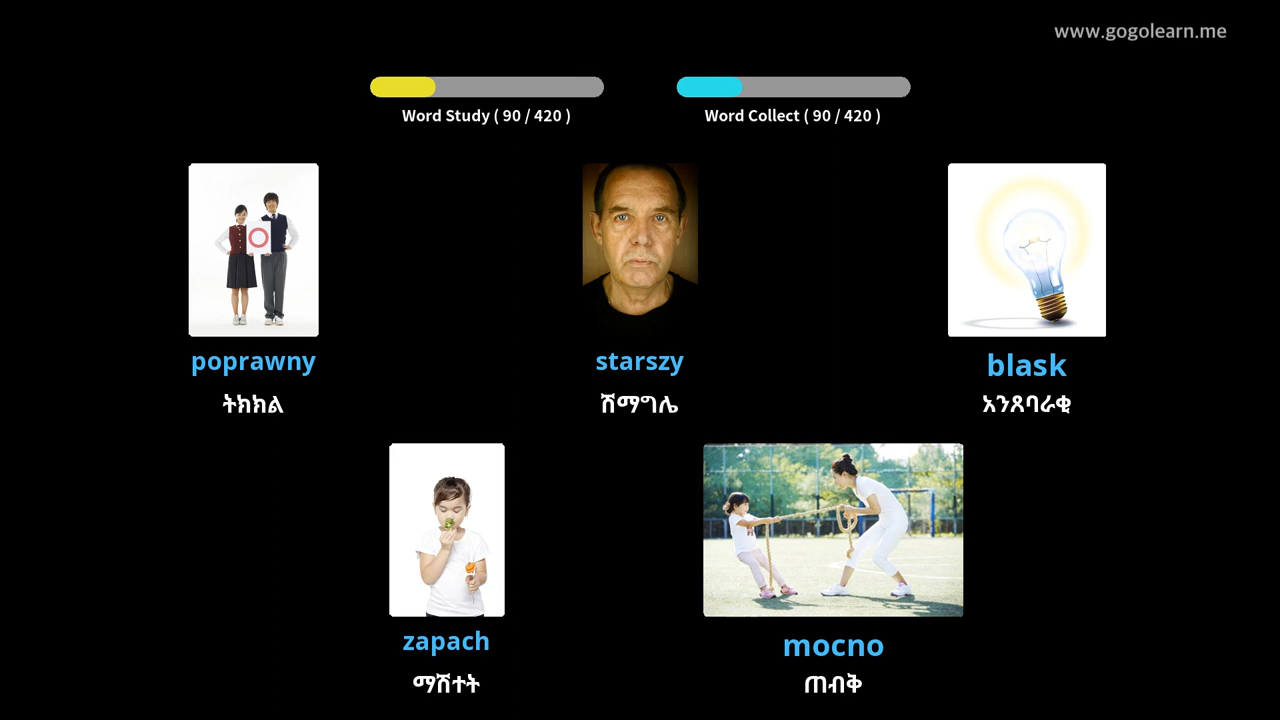 www.gogolearn.me
Word Study ( 90 / 420 )
Word Collect ( 90 / 420 )
poprawny
ትክክል
starszy
ሽማግሌ
blask
አንጸባራቂ
zapach
ማሽተት
mocno
ጠብቅ